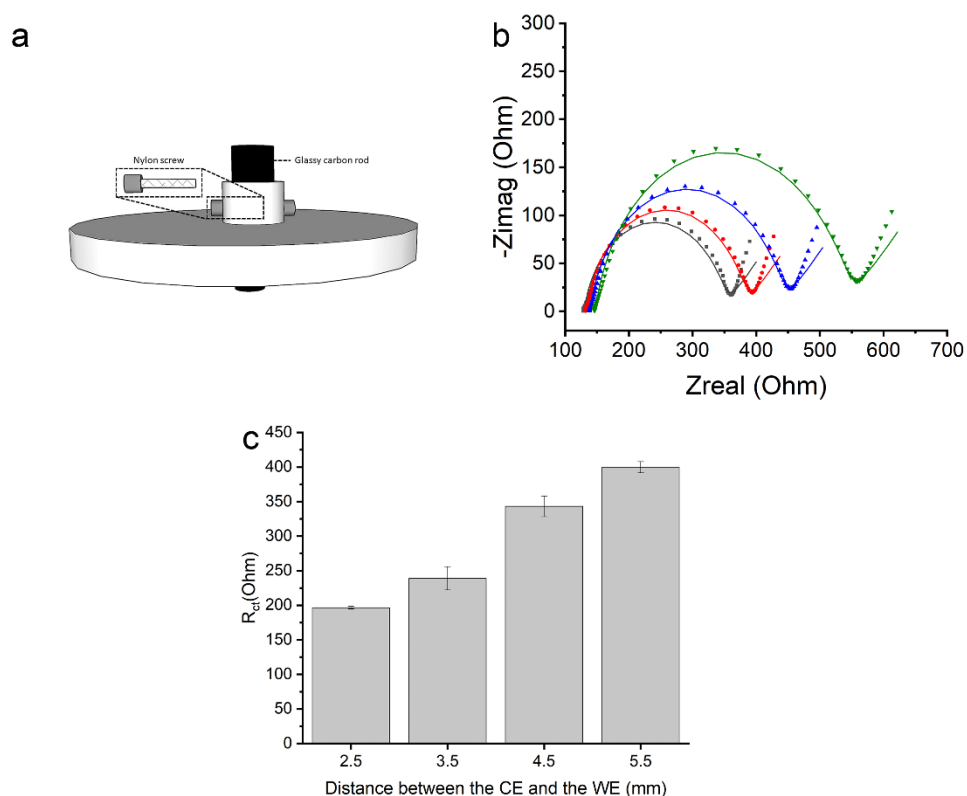 a
Nylon screw
Glassy carbon rod
b
300
250
200
150
100
50
0
-Zimag (Ohm)
100 200 300 400 500 600 700
Zreal (Ohm)
c
450
400
350
300
250
200
150
100
50
0
Rct(Ohm)
2.5 3.5 4.5 5.5
Distance between the CE and the WE (mm)